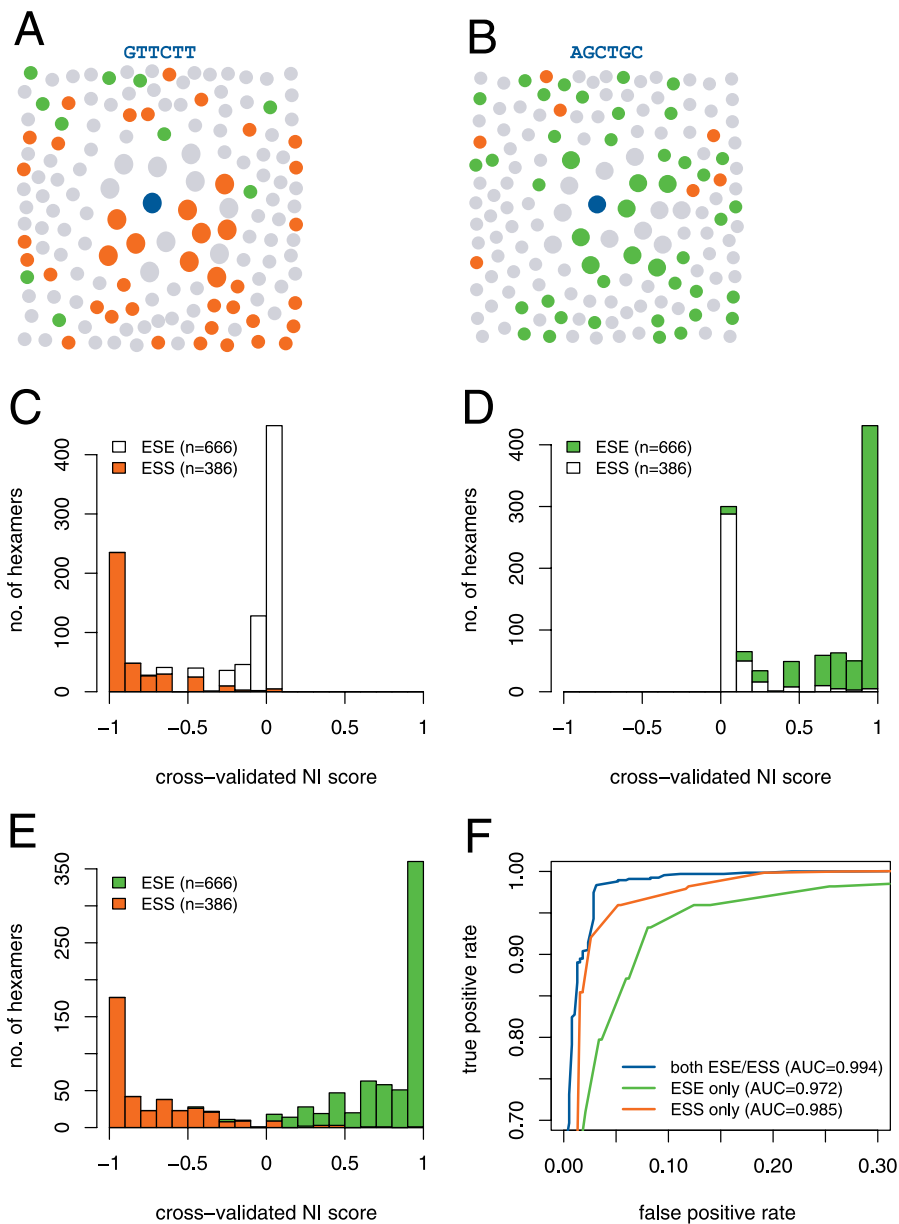 A
GTTCTT
B
AGCTGC
C
ESE (n=666)
ESS (n=386)
no. of hexamers
0
100
200
300
400
−1
−0.5
0
0.5
1
cross−validated NI score
D
ESE (n=666)
ESS (n=386)
no. of hexamers
0
100
200
300
400
−1
−0.5
0
0.5
1
cross−validated NI score
E
ESE (n=666)
ESS (n=386)
no. of hexamers
0
50
150
250
350
−1
−0.5
0
0.5
1
cross−validated NI score
F
true positive rate
0.70
0.80
0.90
1.00
both ESE/ESS (AUC=0.994)
ESE only (AUC=0.972)
ESS only (AUC=0.985)
0.00
0.10
0.20
0.30
false positive rate